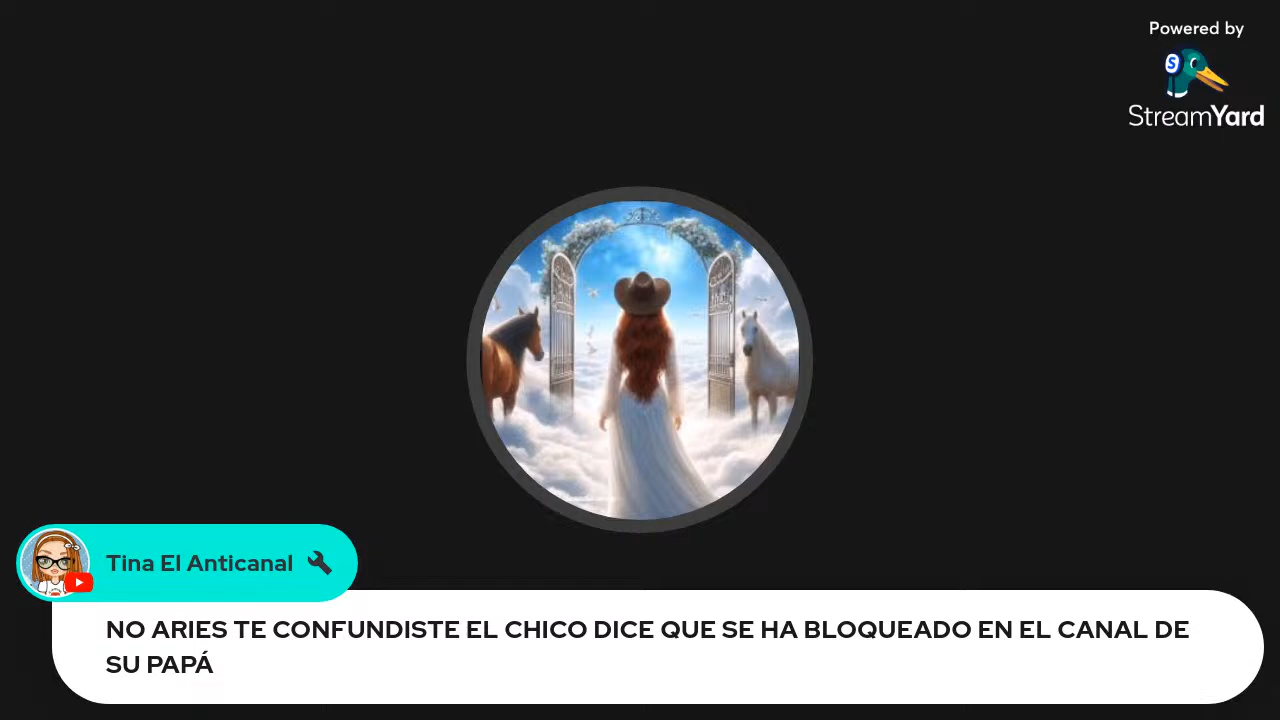 Powered by
S
StreamYard
Tina El Anticanal
NO ARIES TE CONFUNDISTE EL CHICO DICE QUE SE HA BLOQUEADO EN EL CANAL DE
SU PAPÁ